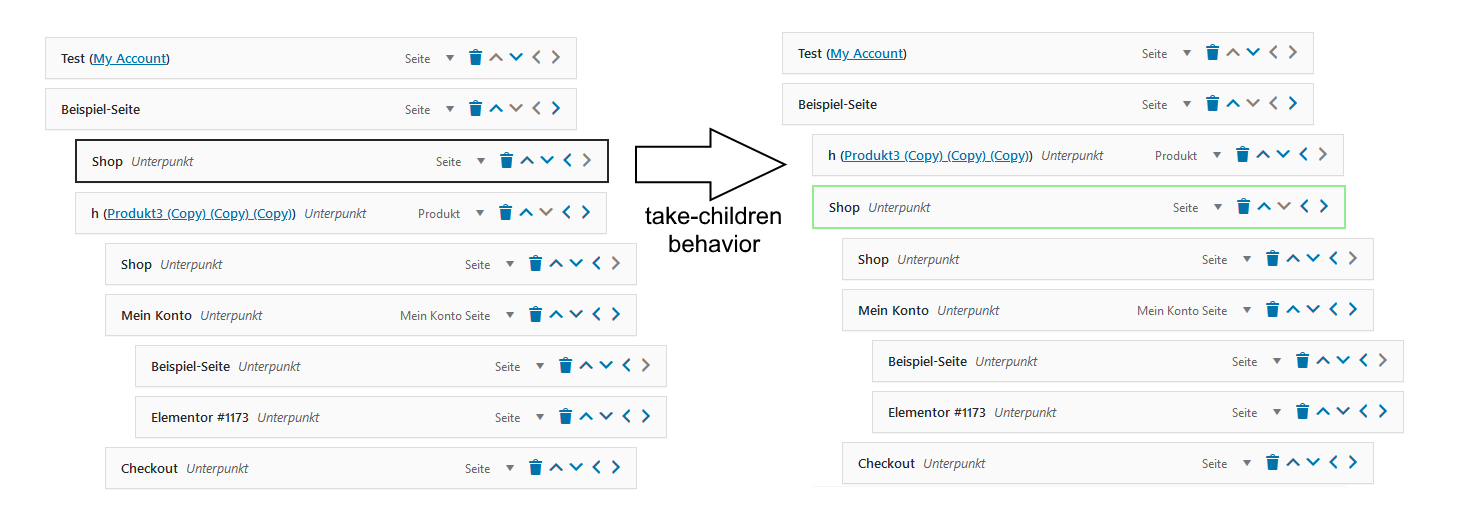 Test (My Account) Seite
Beispiel-Seite Seite
Shop Unterpunkt Seite
h (Produkt3 (Copy) (Copy) (Copy)) Unterpunkt Produkt
Shop Unterpunkt Seite
Mein Konto Unterpunkt Mein Konto Seite
Beispiel-Seite Unterpunkt Seite
Elementor #1173 Unterpunkt Seite
Checkout Unterpunkt Seite
take-children
behavior
Test (My Account) Seite
Beispiel-Seite Seite
h (Produkt3 (Copy) (Copy) (Copy)) Unterpunkt Produkt
Shop Unterpunkt Seite
Shop Unterpunkt Seite
Mein Konto Unterpunkt Mein Konto Seite
Beispiel-Seite Unterpunkt Seite
Elementor #1173 Unterpunkt Seite
Checkout Unterpunkt Seite